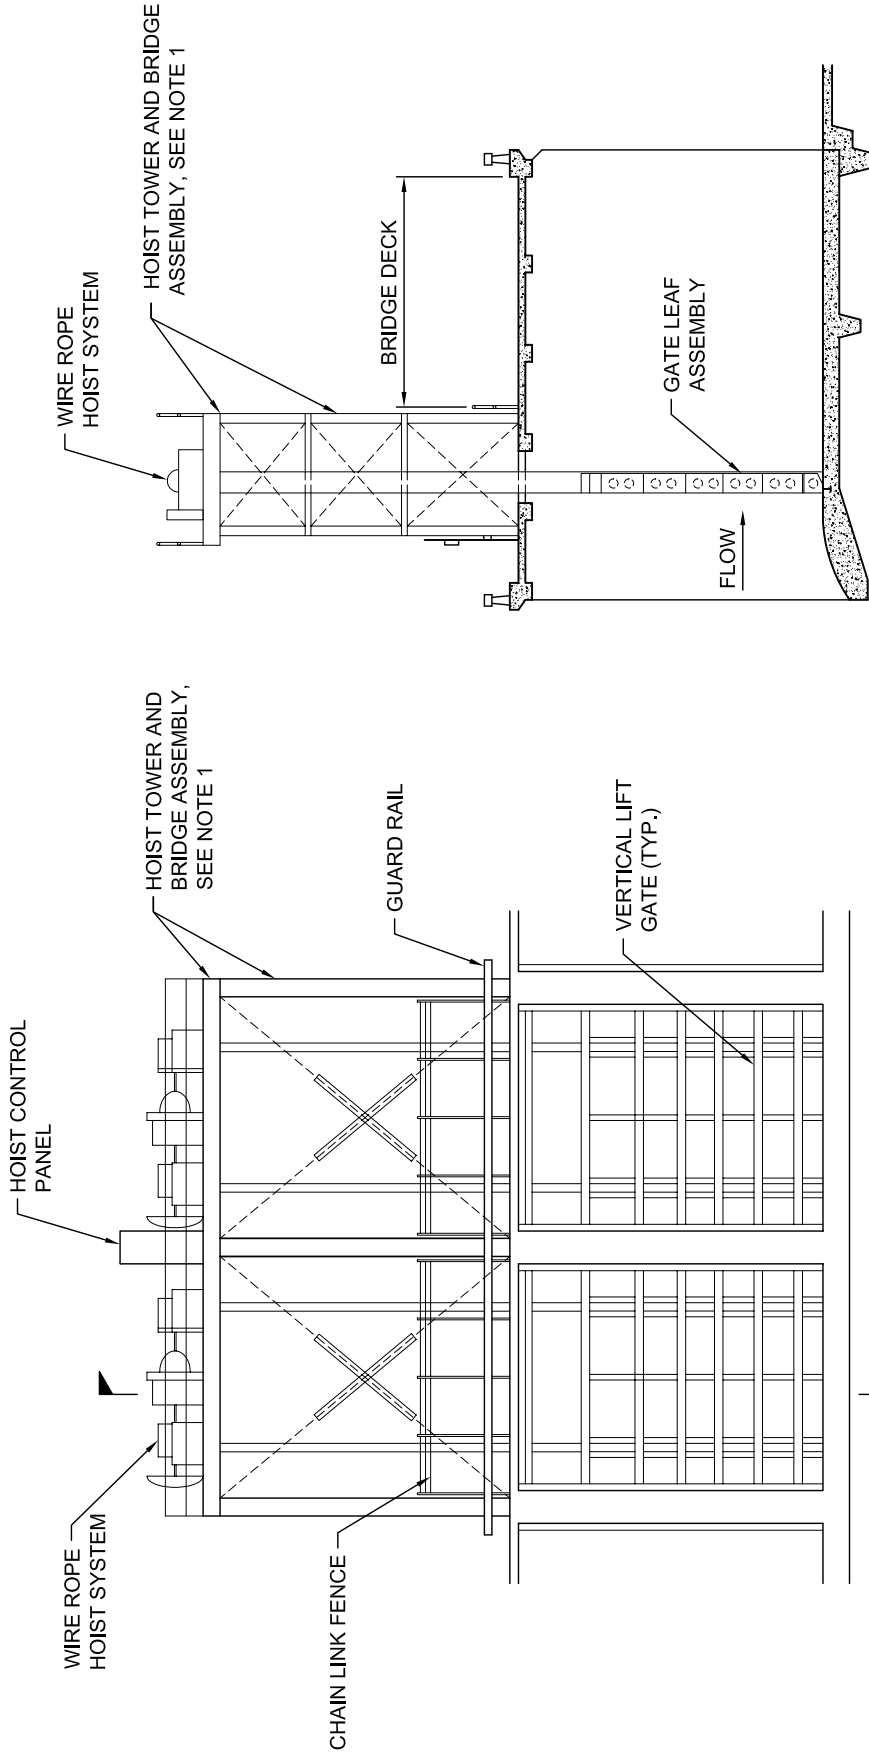 WIRE ROPE
HOIST SYSTEM
HOIST CONTROL
PANEL
HOIST TOWER AND
BRIDGE ASSEMBLY,
SEE NOTE 1
CHAIN LINK FENCE
GUARD RAIL
VERTICAL LIFT
GATE (TYP.)
WIRE ROPE
HOIST SYSTEM
HOIST TOWER AND BRIDGE
ASSEMBLY, SEE NOTE 1
BRIDGE DECK
FLOW
GATE LEAF
ASSEMBLY